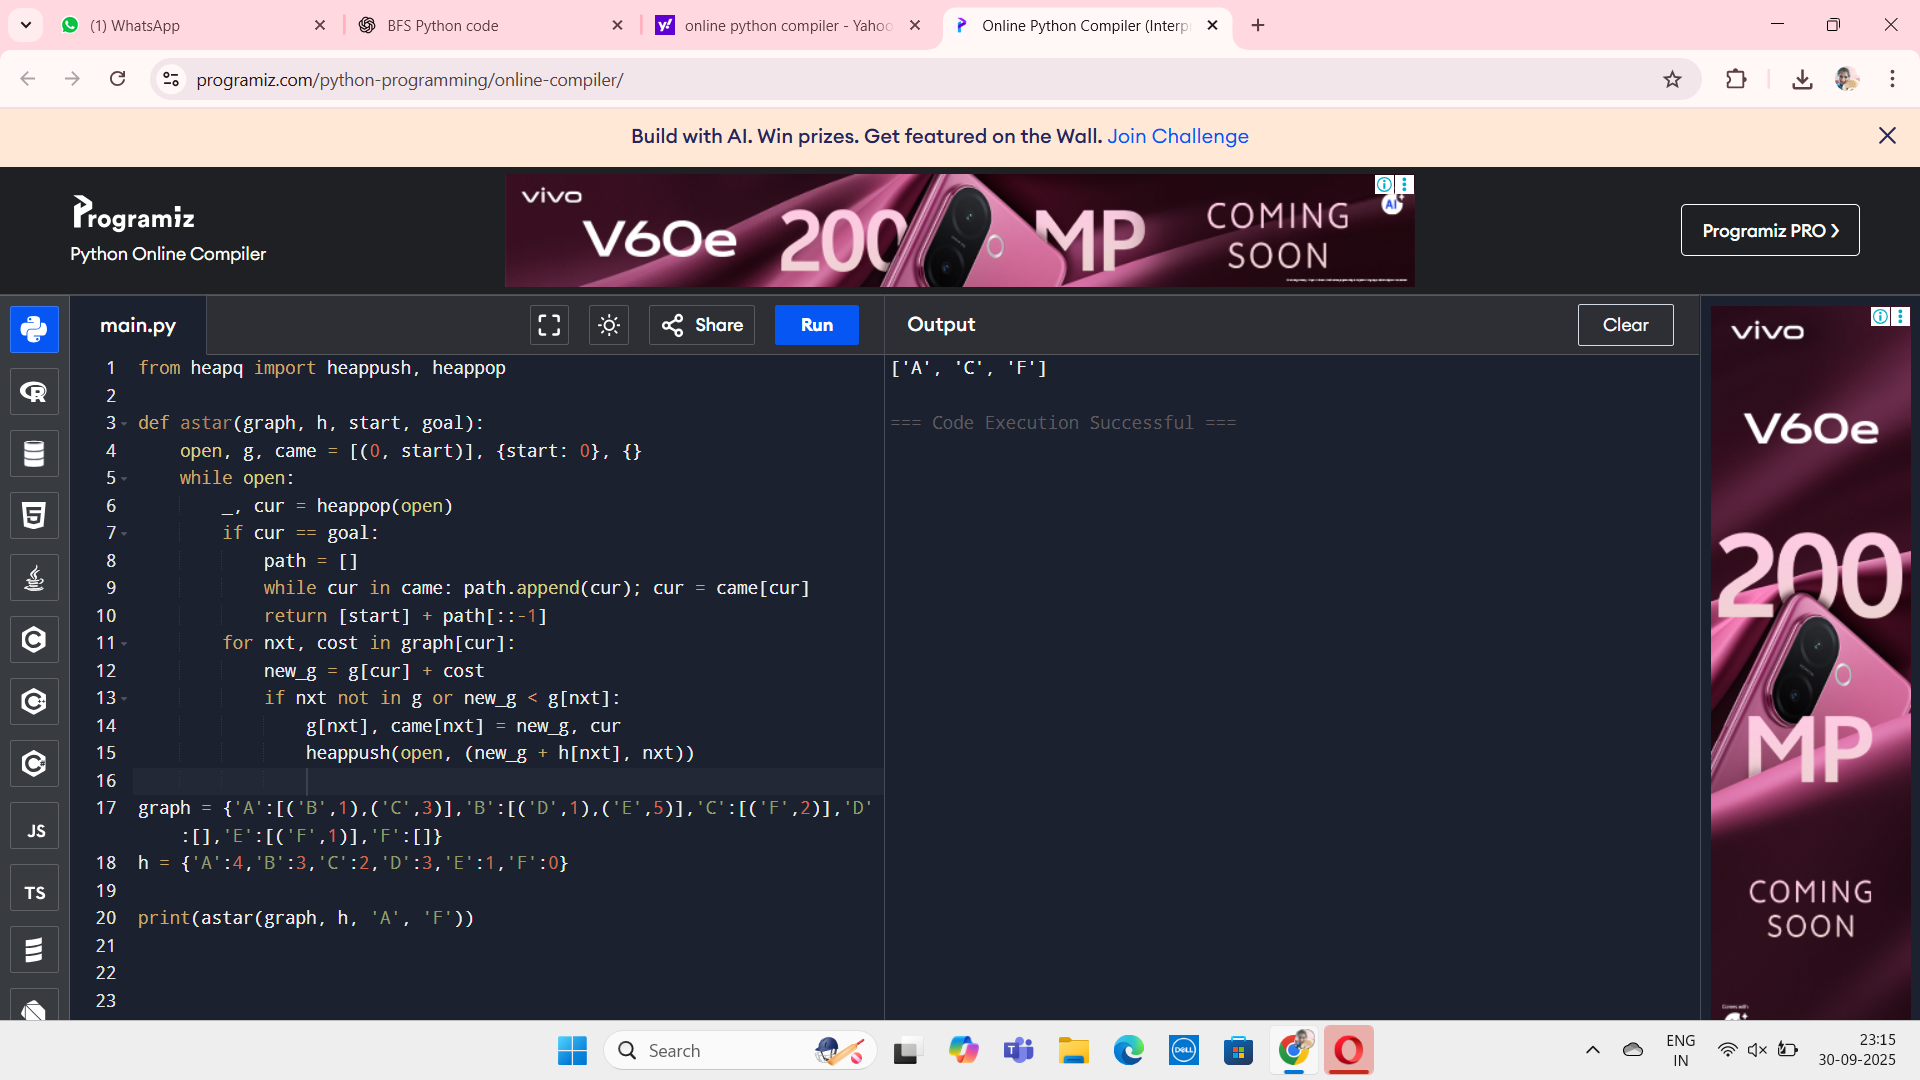 (1) WhatsApp
BFS Python code
online python compiler - Yahoo
Online Python Compiler (Interp
programiz.com/python-programming/online-compiler/
Build with AI. Win prizes. Get featured on the Wall. Join Challenge
Programiz
Python Online Compiler
vivo
V60e 200 MP
COMING
SOON
AI
Programiz PRO
main.py
Share
Run
Output
Clear
1 from heapq import heappush, heappop
2
3 def astar(graph, h, start, goal):
4 open, g, came = [(0, start)], {start: 0}, {}
5 while open:
6 _, cur = heappop(open)
7 if cur == goal:
8 path = []
9 while cur in came: path.append(cur); cur = came[cur]
10 return [start] + path[::-1]
11 for nxt, cost in graph[cur]:
12 new_g = g[cur] + cost
13 if nxt not in g or new_g < g[nxt]:
14 g[nxt], came[nxt] = new_g, cur
15 heappush(open, (new_g + h[nxt], nxt))
16
17 graph = {'A':[('B',1),('C',3)],'B':[('D',1),('E',5)],'C':[('F',2)],'D'
:[],'E':[('F',1)],'F':[]}
18 h = {'A':4,'B':3,'C':2,'D':3,'E':1,'F':0}
19
20 print(astar(graph, h, 'A', 'F'))
21
22
23
['A', 'C', 'F']
=== Code Execution Successful ===
JS
TS
vivo
V60e
200
MP
COMING
SOON
Search
DELL
ENG
IN
23:15
30-09-2025